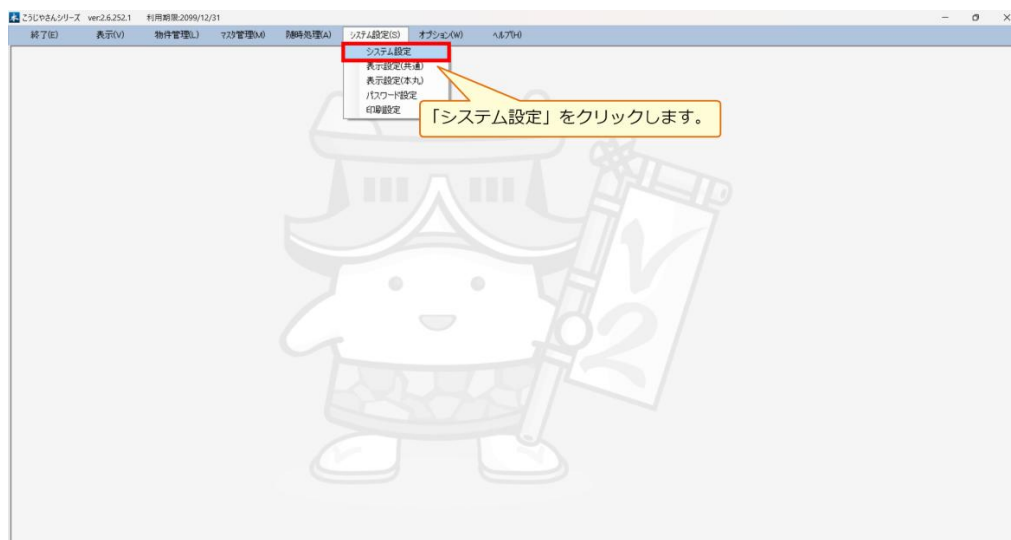 こうじやさんシリーズ ver.2.6.252.1 利用期限:2099/12/31
終了(E) 表示(V) 物件管理(L) マスタ管理(M) 随時処理(A) システム設定(S) オプション(W) ヘルプ(H)
システム設定
表示設定(共通)
表示設定(本丸)
パスワード設定
印刷設定
「システム設定」をクリックします。
V2